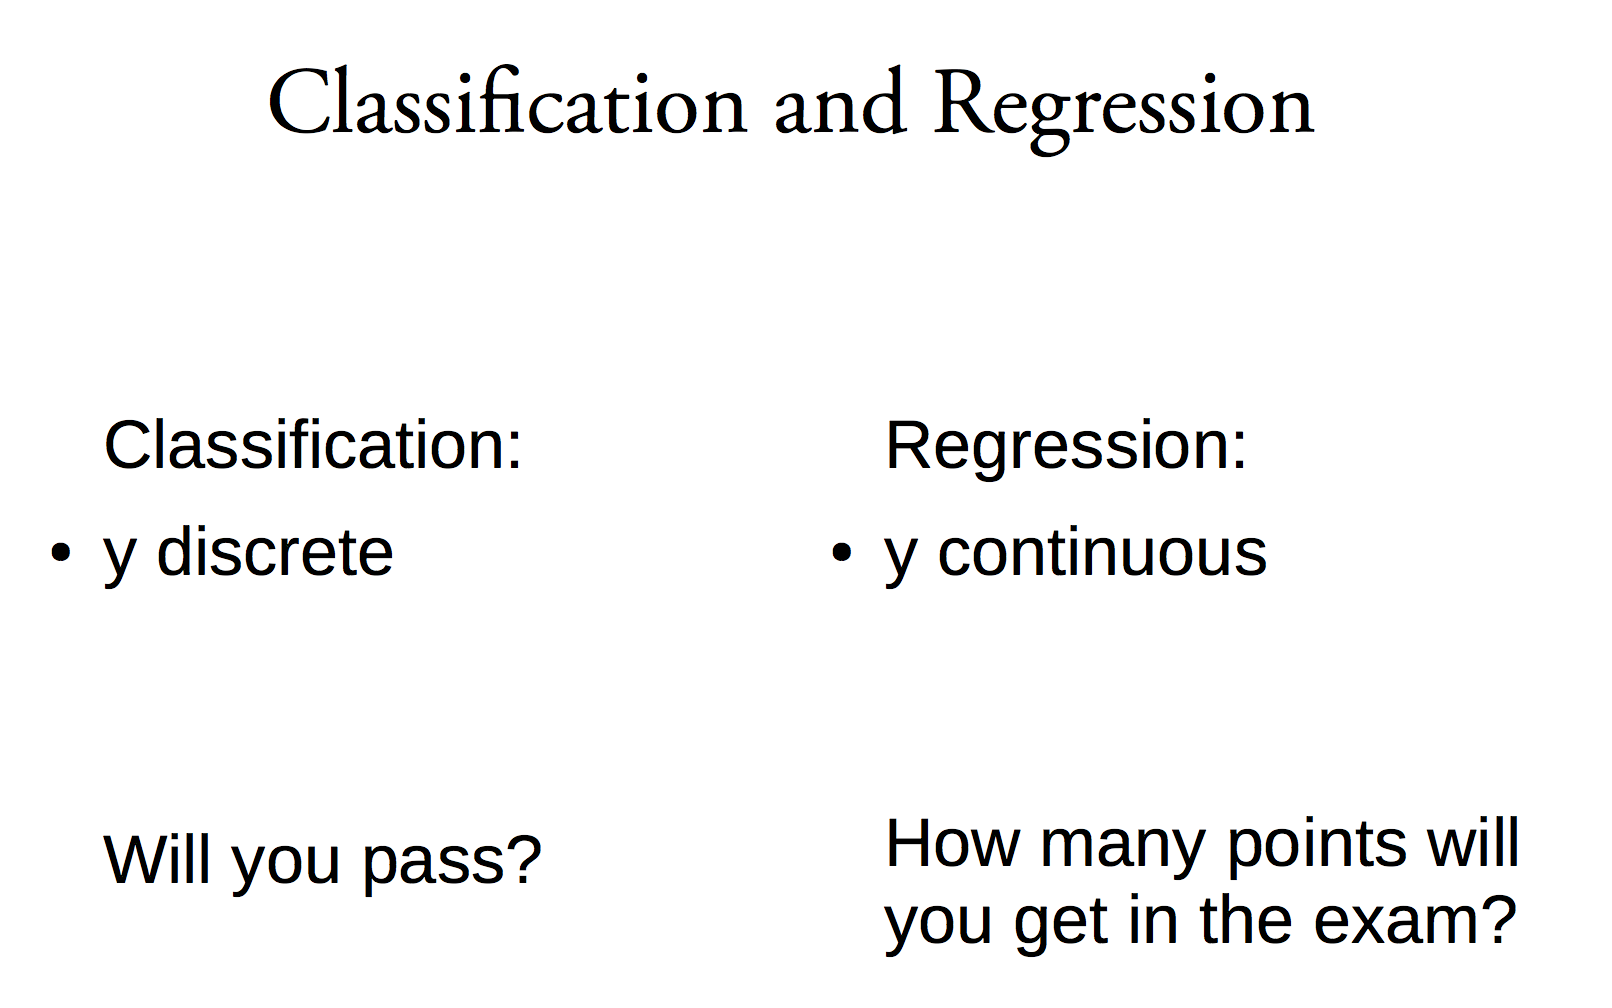 Classification and Regression
Classification:
• y discrete
Will you pass?
Regression:
• y continuous
How many points will
you get in the exam?